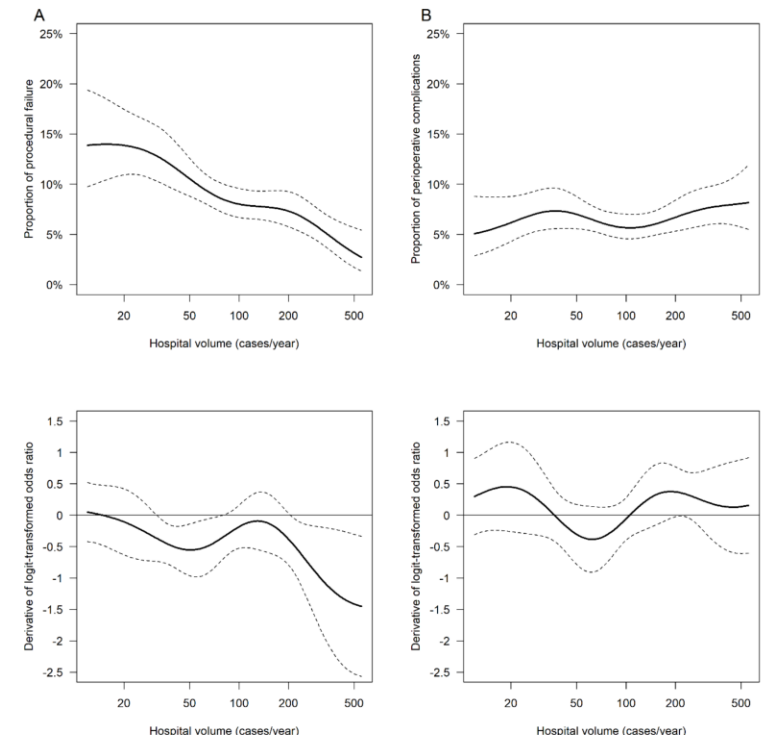 A
Proportion of procedural failure
25%
20%
15%
10%
5%
0%
20 50 100 200 500
Hospital volume (cases/year)
B
Proportion of perioperative complications
25%
20%
15%
10%
5%
0%
20 50 100 200 500
Hospital volume (cases/year)
Derivative of logit-transformed odds ratio
1.5
1
0.5
0
-0.5
-1
-1.5
-2
-2.5
20 50 100 200 500
Hospital volume (cases/year)
Derivative of logit-transformed odds ratio
1.5
1
0.5
0
-0.5
-1
-1.5
-2
-2.5
20 50 100 200 500
Hospital volume (cases/year)